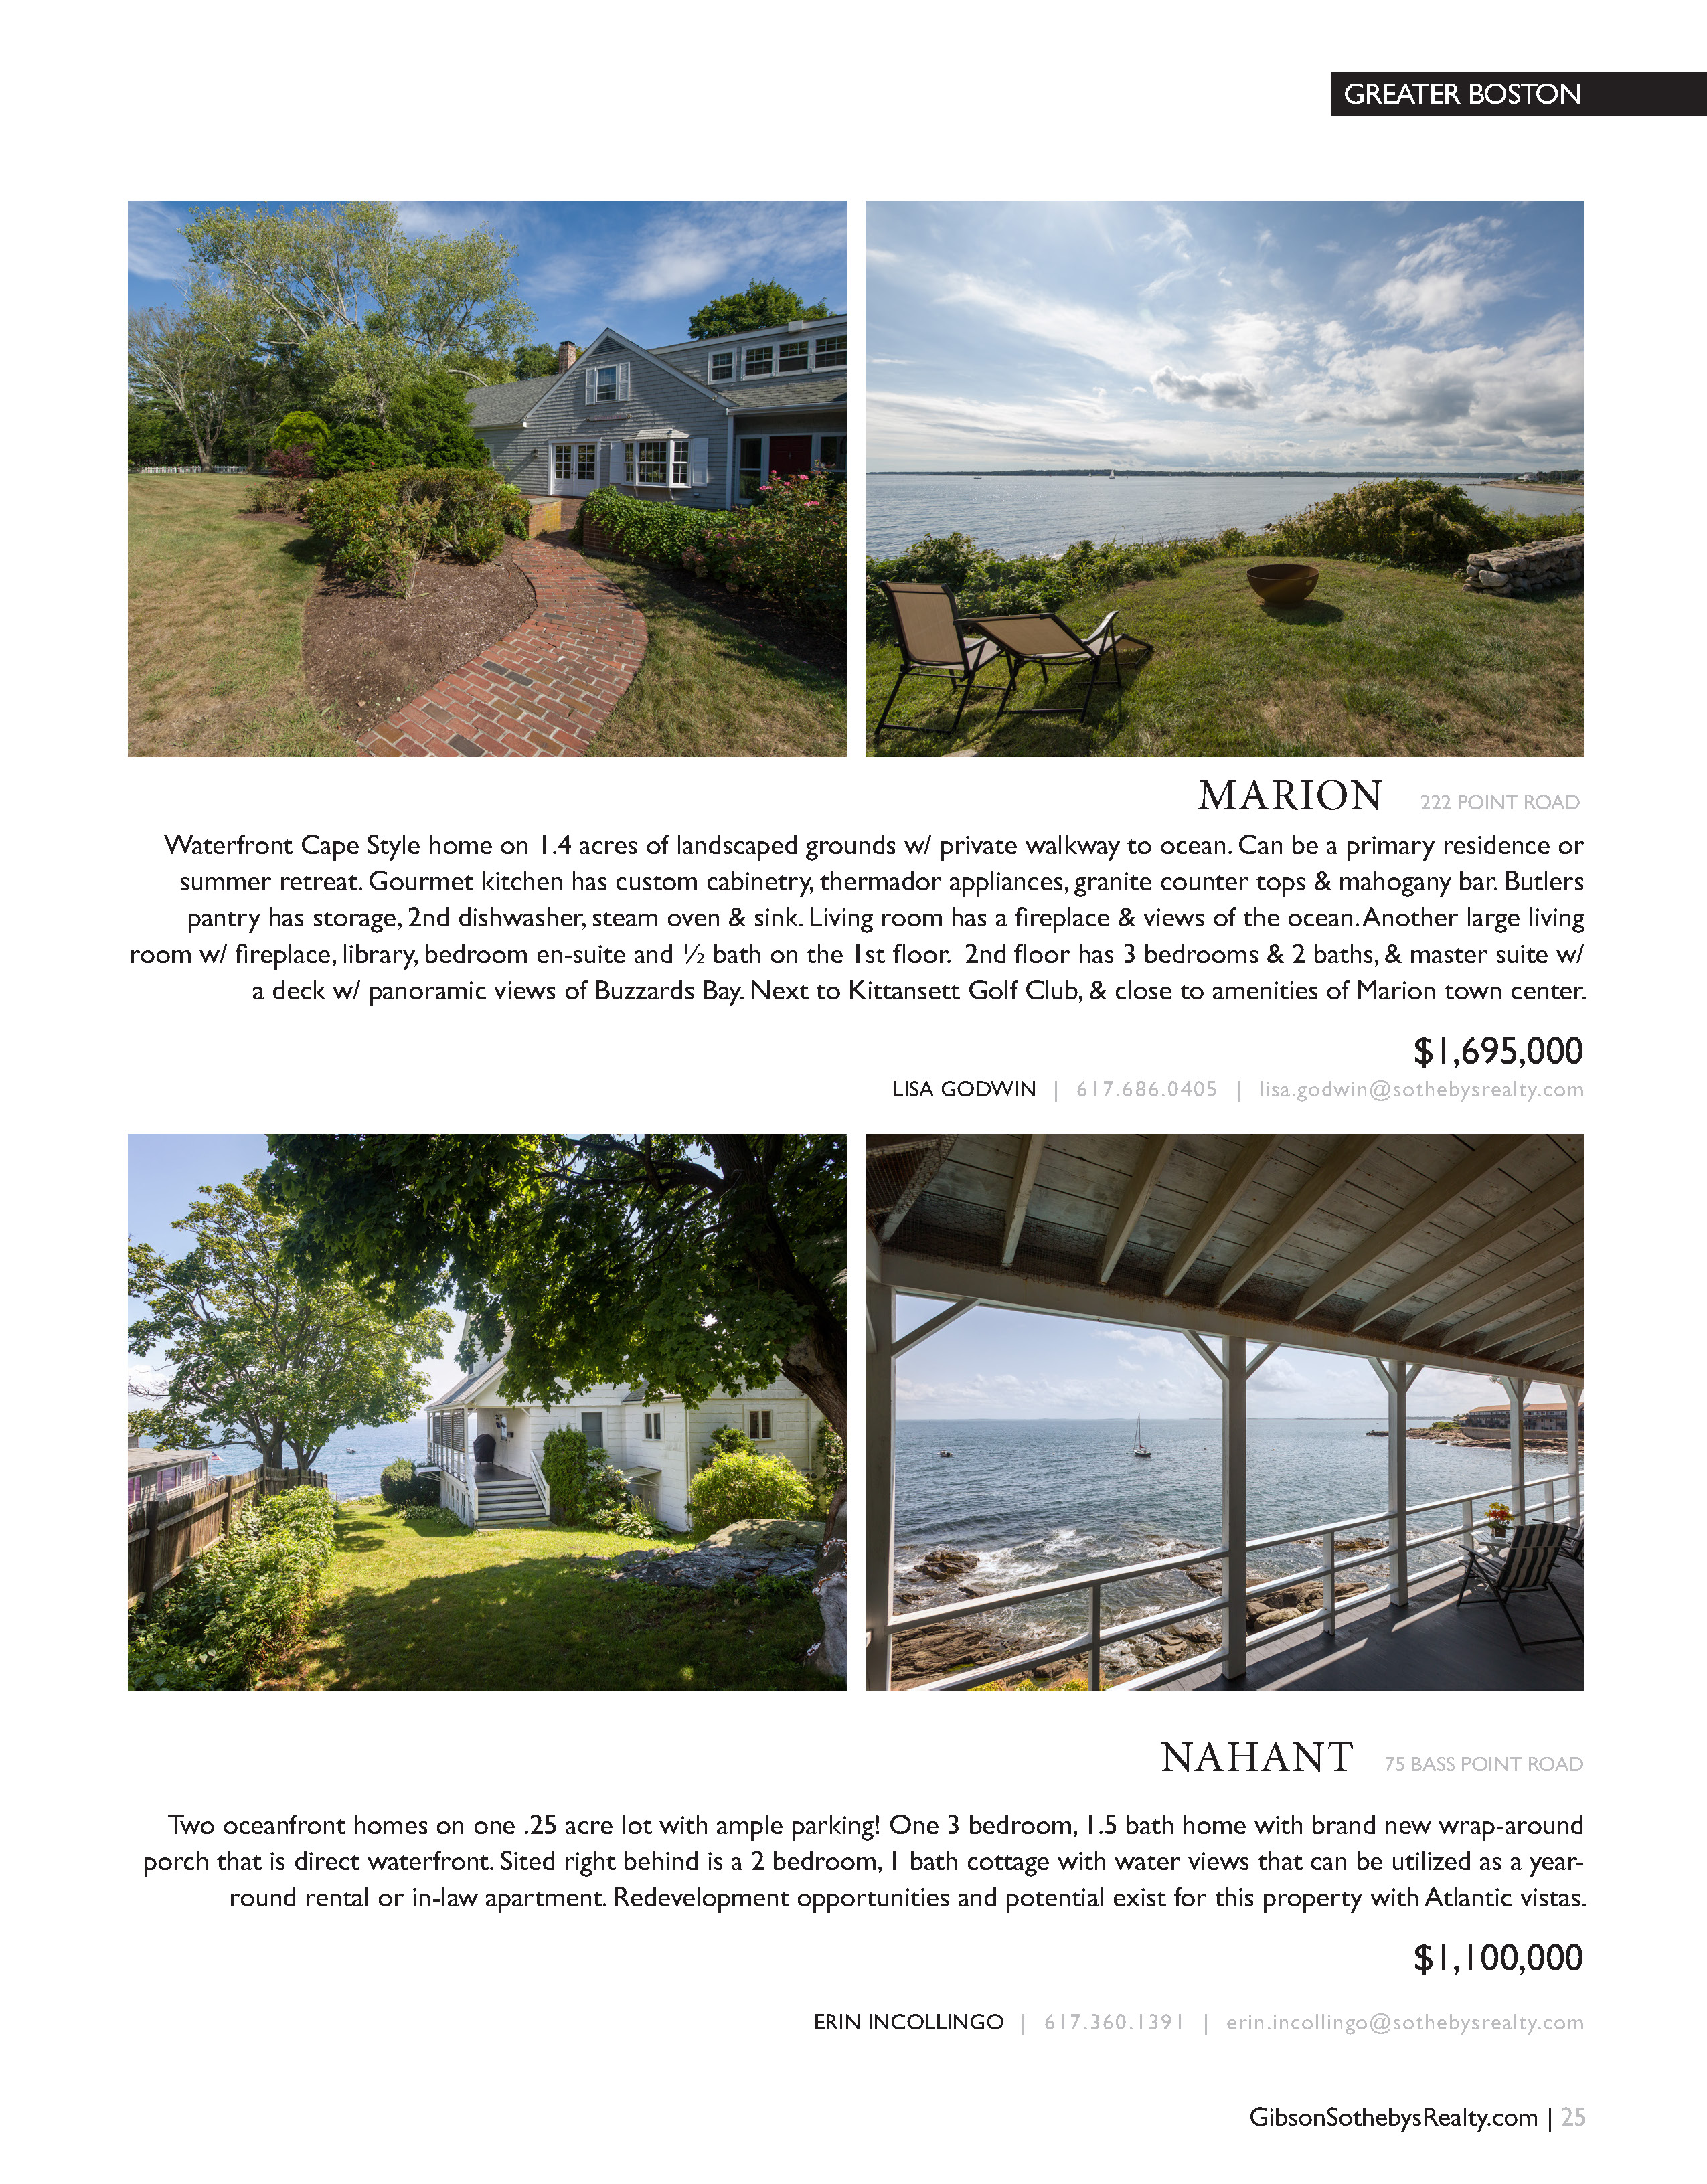 GREATER BOSTON
MARION 222 POINT ROAD
Waterfront Cape Style home on 1.4 acres of landscaped grounds w/ private walkway to ocean. Can be a primary residence or
summer retreat. Gourmet kitchen has custom cabinetry, thermador appliances, granite counter tops & mahogany bar. Butlers
pantry has storage, 2nd dishwasher, steam oven & sink. Living room has a fireplace & views of the ocean. Another large living
room w/ fireplace, library, bedroom en-suite and ½ bath on the 1st floor. 2nd floor has 3 bedrooms & 2 baths, & master suite w/
a deck w/ panoramic views of Buzzards Bay. Next to Kittansett Golf Club, & close to amenities of Marion town center.
$1,695,000
LISA GODWIN | 617.686.0405 | lisa.godwin@sothebysrealty.com
NAHANT 75 BASS POINT ROAD
Two oceanfront homes on one .25 acre lot with ample parking! One 3 bedroom, 1.5 bath home with brand new wrap-around
porch that is direct waterfront. Sited right behind is a 2 bedroom, 1 bath cottage with water views that can be utilized as a year-
round rental or in-law apartment. Redevelopment opportunities and potential exist for this property with Atlantic vistas.
$1,100,000
ERIN INCOLLINGO | 617.360.1391 | erin.incollingo@sothebysrealty.com
GibsonSothebysRealty.com | 25